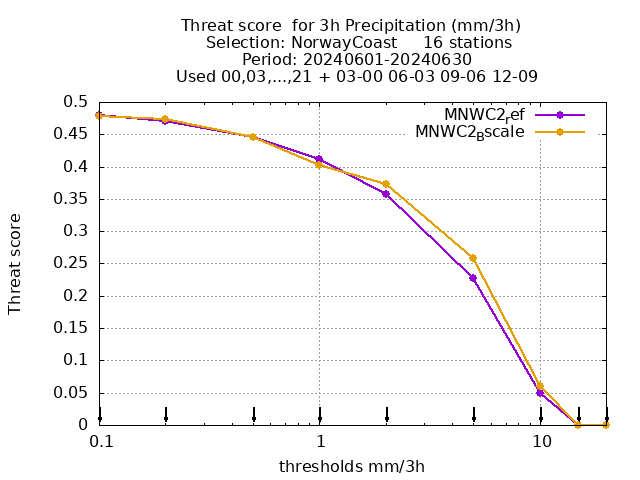 Threat score  for 3h Precipitation (mm/3h)
Selection: NorwayCoast     16 stations
Period: 20240601-20240630
Used 00,03,...,21 + 03-00 06-03 09-06 12-09
MNWC2ref
MNWC2Bscale
0.5
0.45
0.4
0.35
0.3
0.25
0.2
0.15
0.1
0.05
0
Threat score
0.1
1
10
thresholds mm/3h